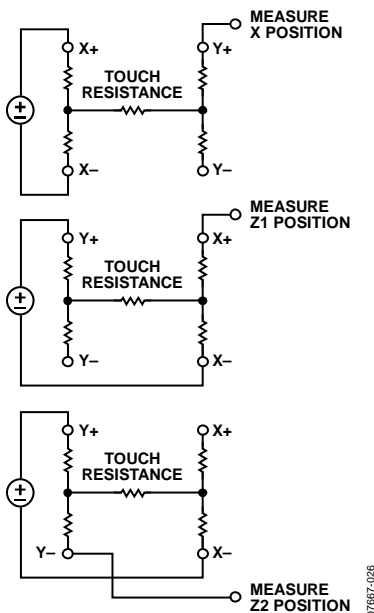 MEASURE
X POSITION
X+
Y+
TOUCH
RESISTANCE
X–
Y–
MEASURE
Z1 POSITION
Y+
X+
TOUCH
RESISTANCE
Y–
X–
Y+
X+
TOUCH
RESISTANCE
Y–
X–
MEASURE
Z2 POSITION
07667-026